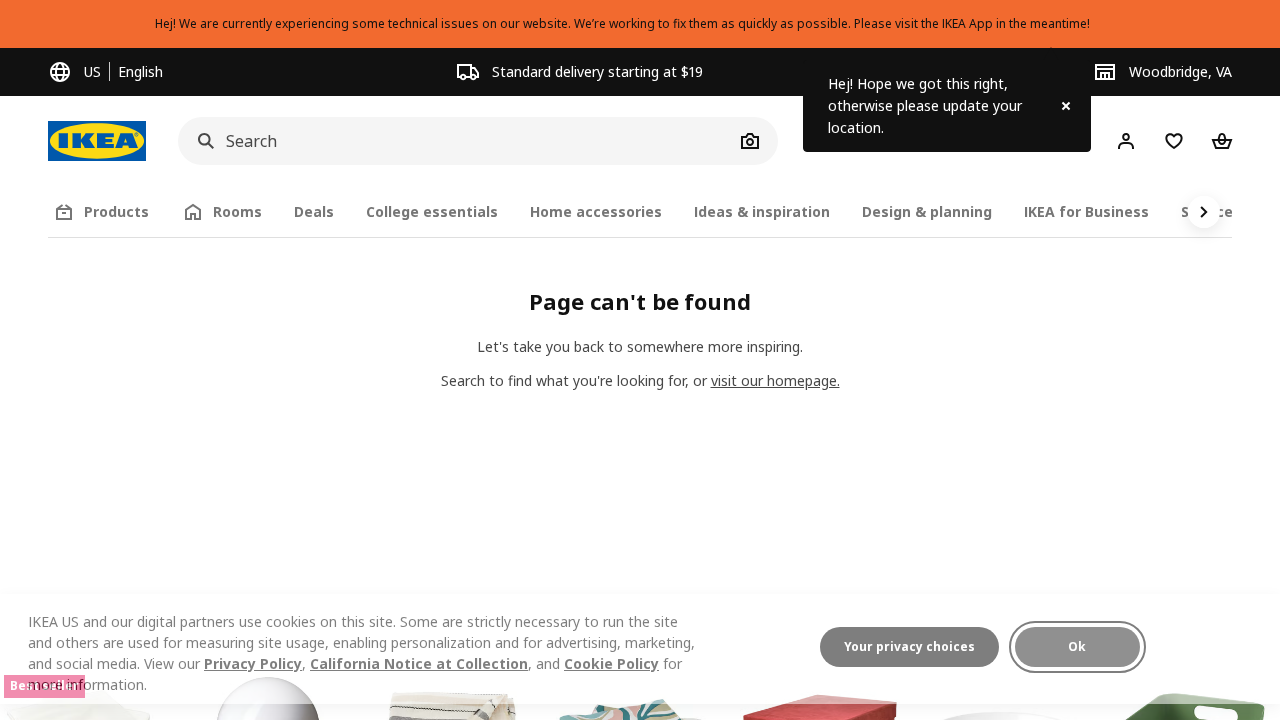 Hej! We are currently experiencing some technical issues on our website. We’re working to fix them as quickly as possible. Please visit the IKEA App in the meantime!
US
English
Standard delivery starting at $19
Woodbridge, VA
Hej! Hope we got this right,
otherwise please update your
location.
IKEA
Search
Products
Rooms
Deals
College essentials
Home accessories
Ideas & inspiration
Design & planning
IKEA for Business
Page can't be found
Let's take you back to somewhere more inspiring.
Search to find what you're looking for, or visit our homepage.
IKEA US and our digital partners use cookies on this site. Some are strictly necessary to run the site
and others are used for measuring site usage, enabling personalization and for advertising, marketing,
and social media. View our Privacy Policy, California Notice at Collection, and Cookie Policy for
more information.
Your privacy choices
Ok
Best seller